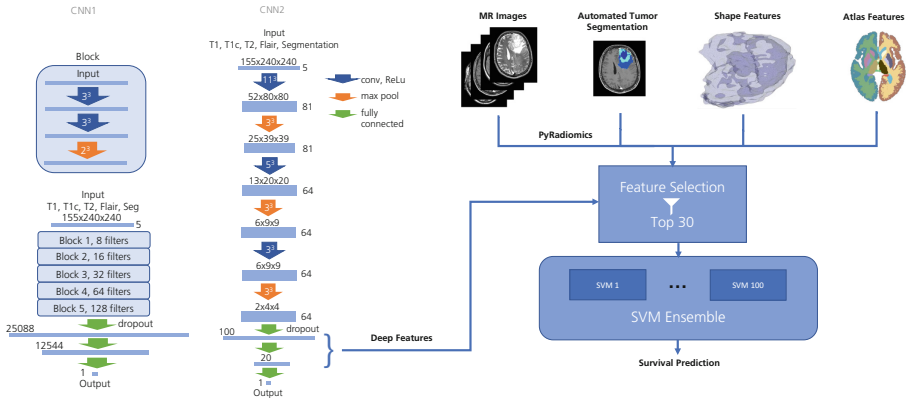 CNN1
Block
Input
3³
3³
2³
Input
T1, T1c, T2, Flair, Seg
155x240x240
5
Block 1, 8 filters
Block 2, 16 filters
Block 3, 32 filters
Block 4, 64 filters
Block 5, 128 filters
dropout
25088
12544
1
Output
CNN2
Input
T1, T1c, T2, Flair, Segmentation
155x240x240
5
11³
52x80x80
81
3³
25x39x39
81
5³
13x20x20
64
3³
6x9x9
64
3³
6x9x9
64
3³
2x4x4
64
dropout
100
20
1
Output
conv, ReLu
max pool
fully
connected
Deep Features
MR Images
Automated Tumor
Segmentation
Shape Features
Atlas Features
PyRadiomics
Feature Selection
Top 30
SVM 1
...
SVM 100
SVM Ensemble
Survival Prediction